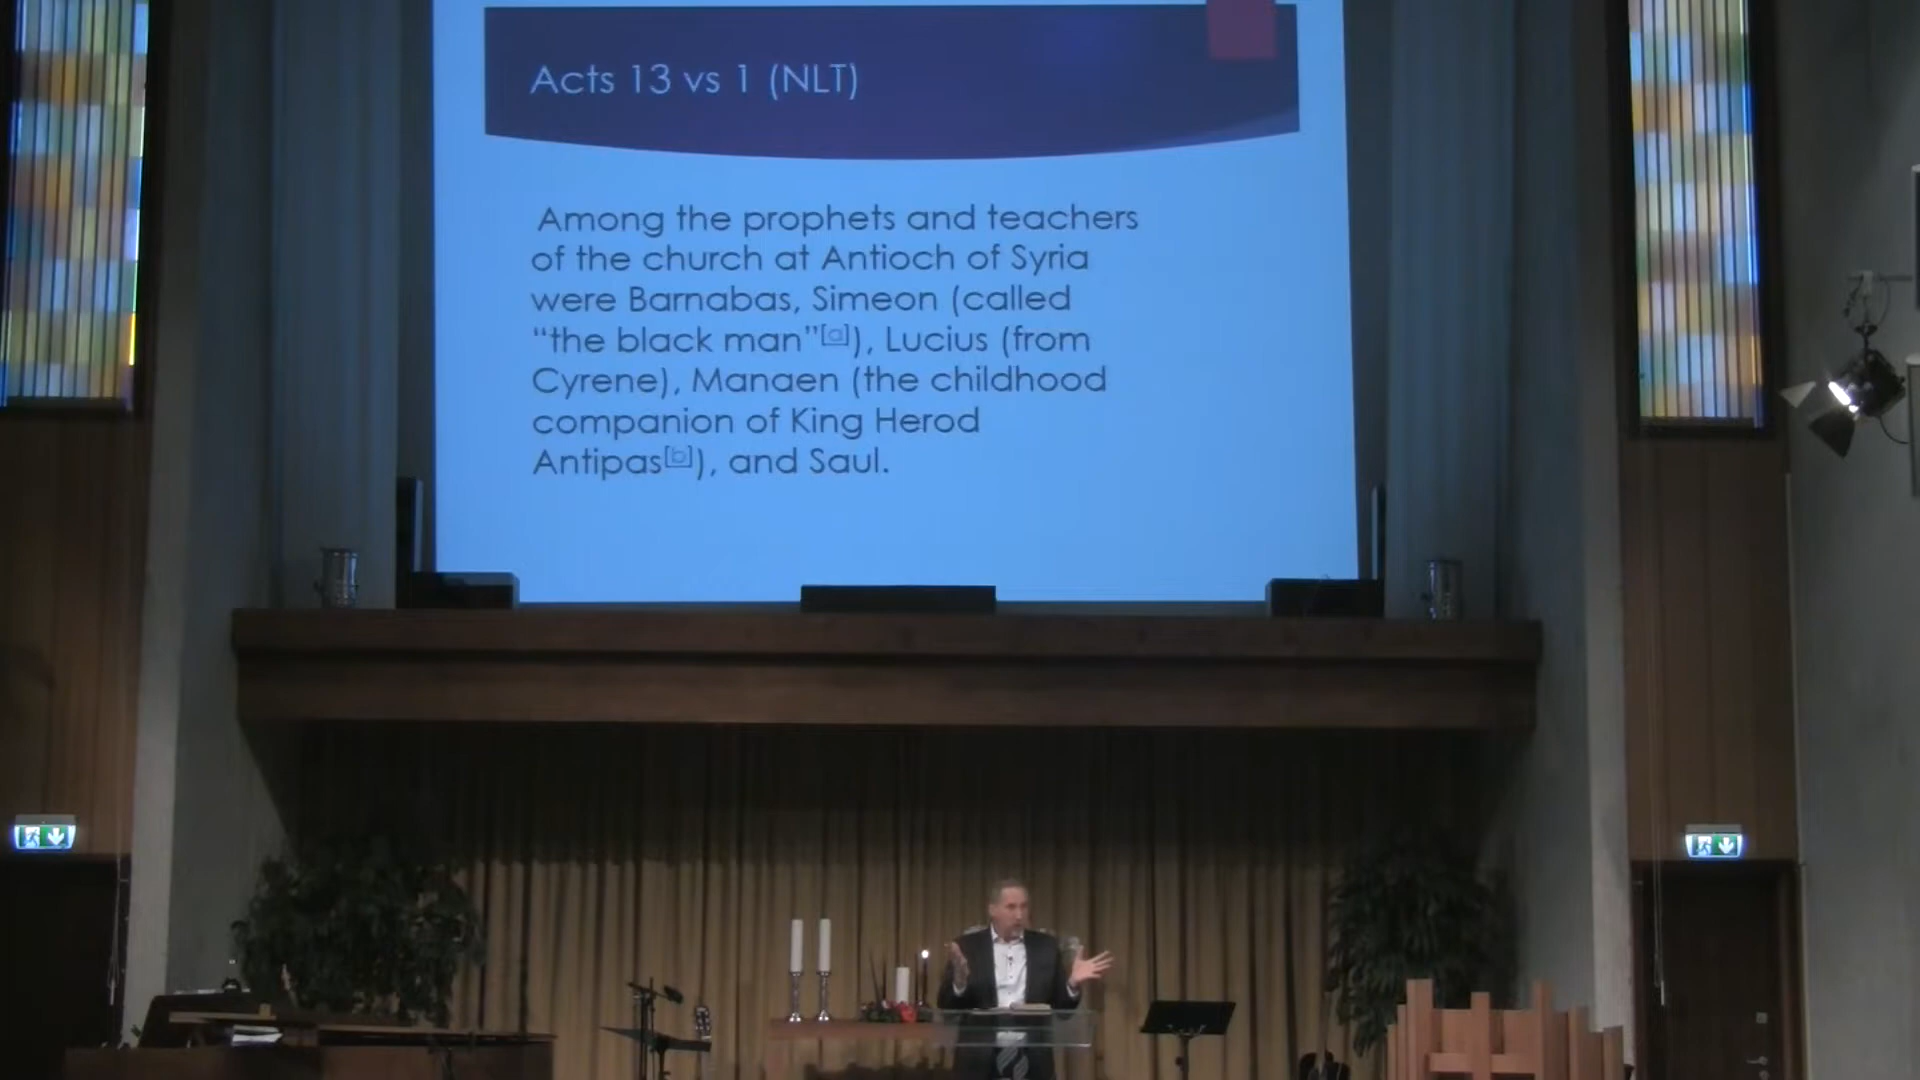 Acts 13 vs 1 (NLT)
Among the prophets and teachers
of the church at Antioch of Syria
were Barnabas, Simeon (called
“the black man”[a]), Lucius (from
Cyrene), Manaen (the childhood
companion of King Herod
Antipas[b]), and Saul.